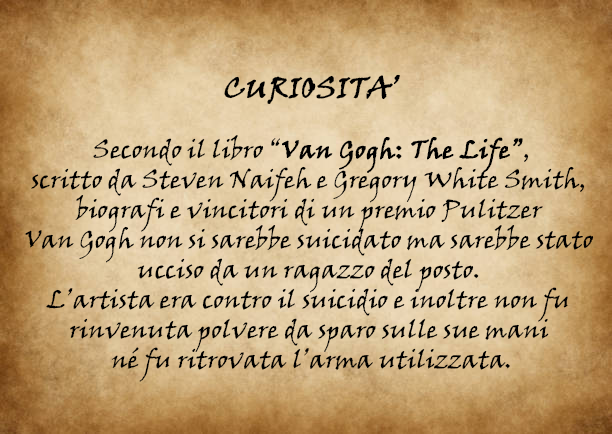 CURIOSITA'
Secondo il libro "Van Gogh: The Life",
scritto da Steven Naifeh e Gregory White Smith,
biografi e vincitori di un premio Pulitzer
Van Gogh non si sarebbe suicidato ma sarebbe stato
ucciso da un ragazzo del posto.
L'artista era contro il suicidio e inoltre non fu
rinvenuta polvere da sparo sulle sue mani
né fu ritrovata l'arma utilizzata.